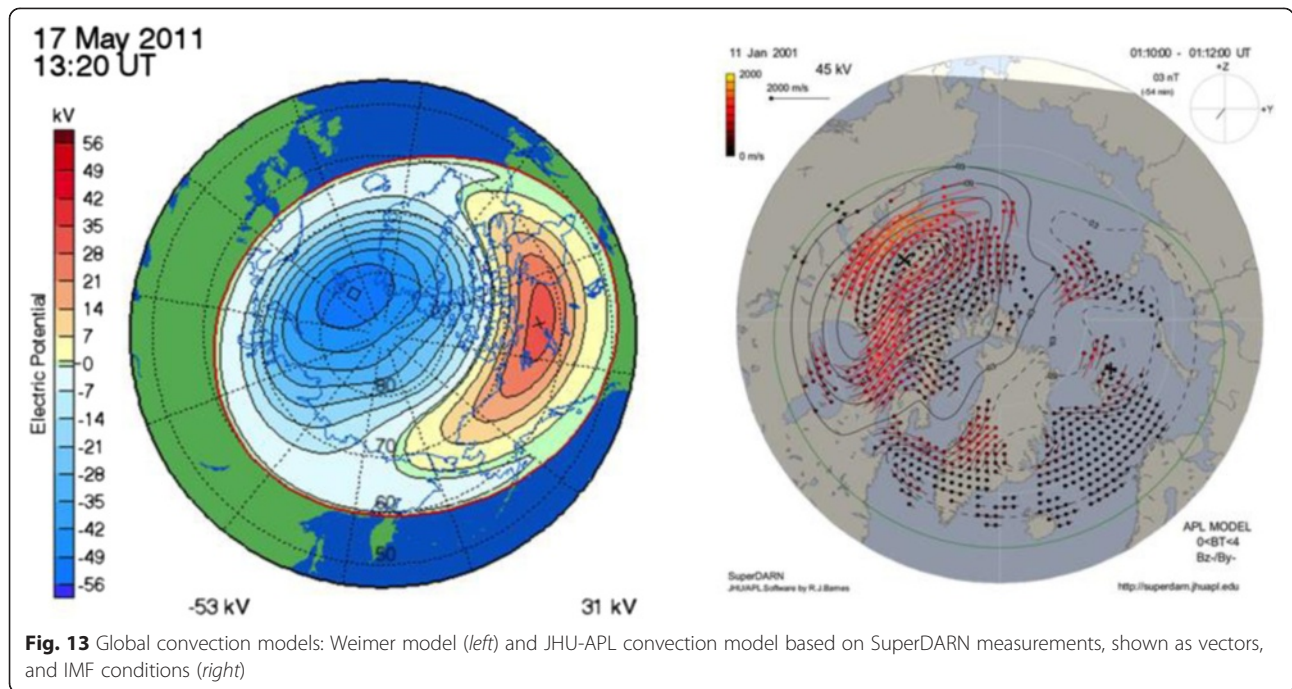 17 May 2011
13:20 UT
kV
56
49
42
35
28
21
14
7
0
-7
-14
-21
-28
-35
-42
-49
-56
Electric Potential
80
70
60
50
-53 kV
31 kV
11 Jan 2001
45 kV
01:10:00 - 01:12:00 UT
2000
2000 m/s
0 m/s
+Z
03 nT
(-54 min)
+Y
APL MODEL
0<BT<4
Bz-/By-
SuperDARN
JHU/APL Software by R.J.Barnes
http://superdarn.jhuapl.edu
Fig. 13 Global convection models: Weimer model (left) and JHU-APL convection model based on SuperDARN measurements, shown as vectors,
and IMF conditions (right)